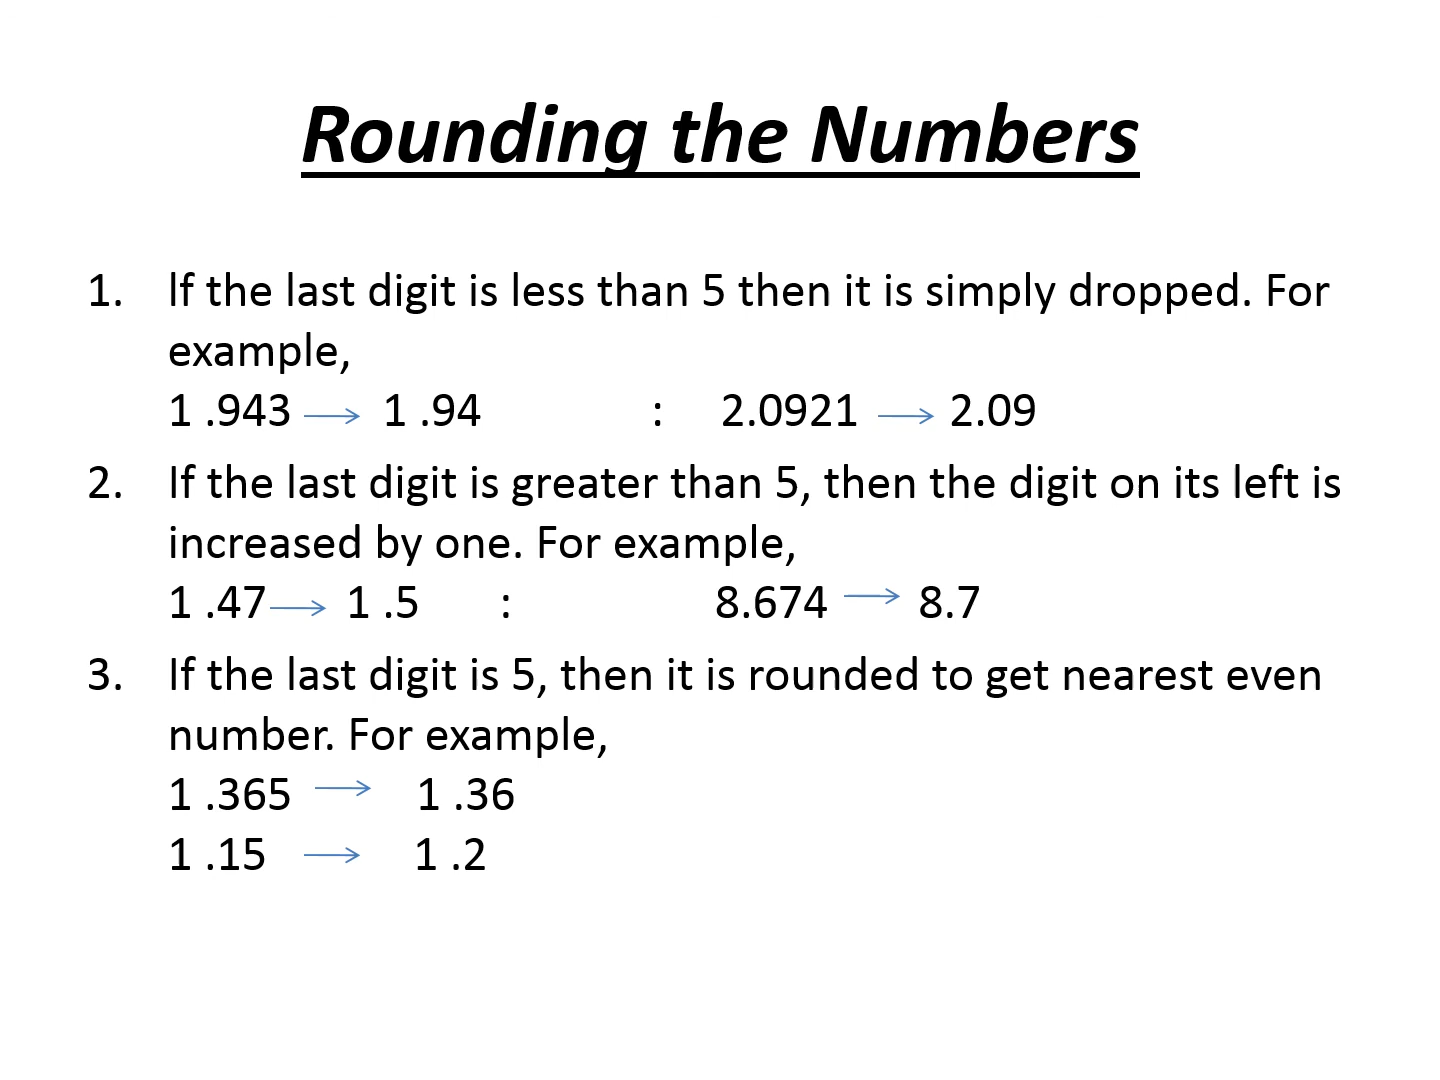 Rounding the Numbers
1. If the last digit is less than 5 then it is simply dropped. For
example,
1 .943 → 1 .94 : 2.0921 → 2.09
2. If the last digit is greater than 5, then the digit on its left is
increased by one. For example,
1 .47 → 1 .5 : 8.674 → 8.7
3. If the last digit is 5, then it is rounded to get nearest even
number. For example,
1 .365 → 1 .36
1 .15 → 1 .2